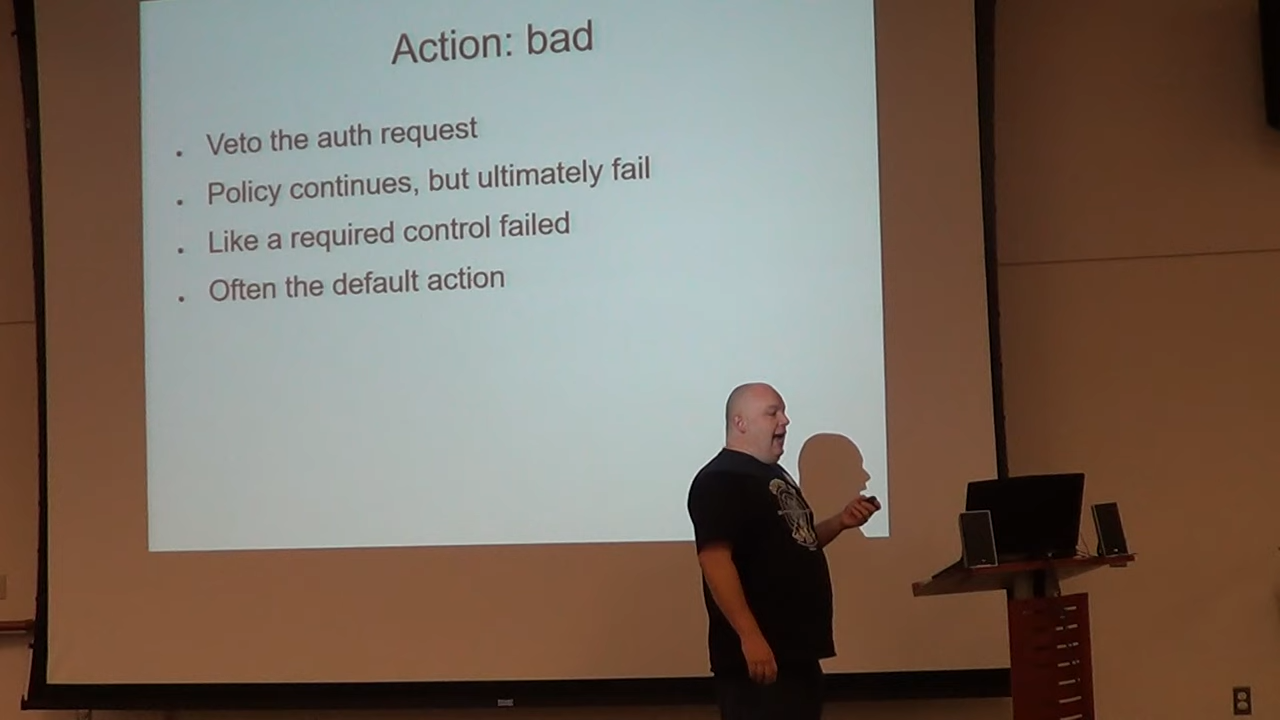 Action: bad
Veto the auth request
Policy continues, but ultimately fail
Like a required control failed
Often the default action